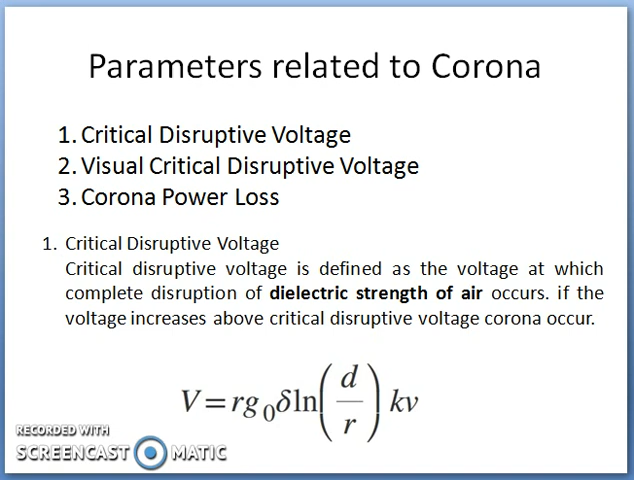 Parameters related to Corona
1. Critical Disruptive Voltage
2. Visual Critical Disruptive Voltage
3. Corona Power Loss
1. Critical Disruptive Voltage
Critical disruptive voltage is defined as the voltage at which
complete disruption of dielectric strength of air occurs. if the
voltage increases above critical disruptive voltage corona occur.
V=rg₀δln(d/r) kv
RECORDED WITH
SCREENCAST MATIC